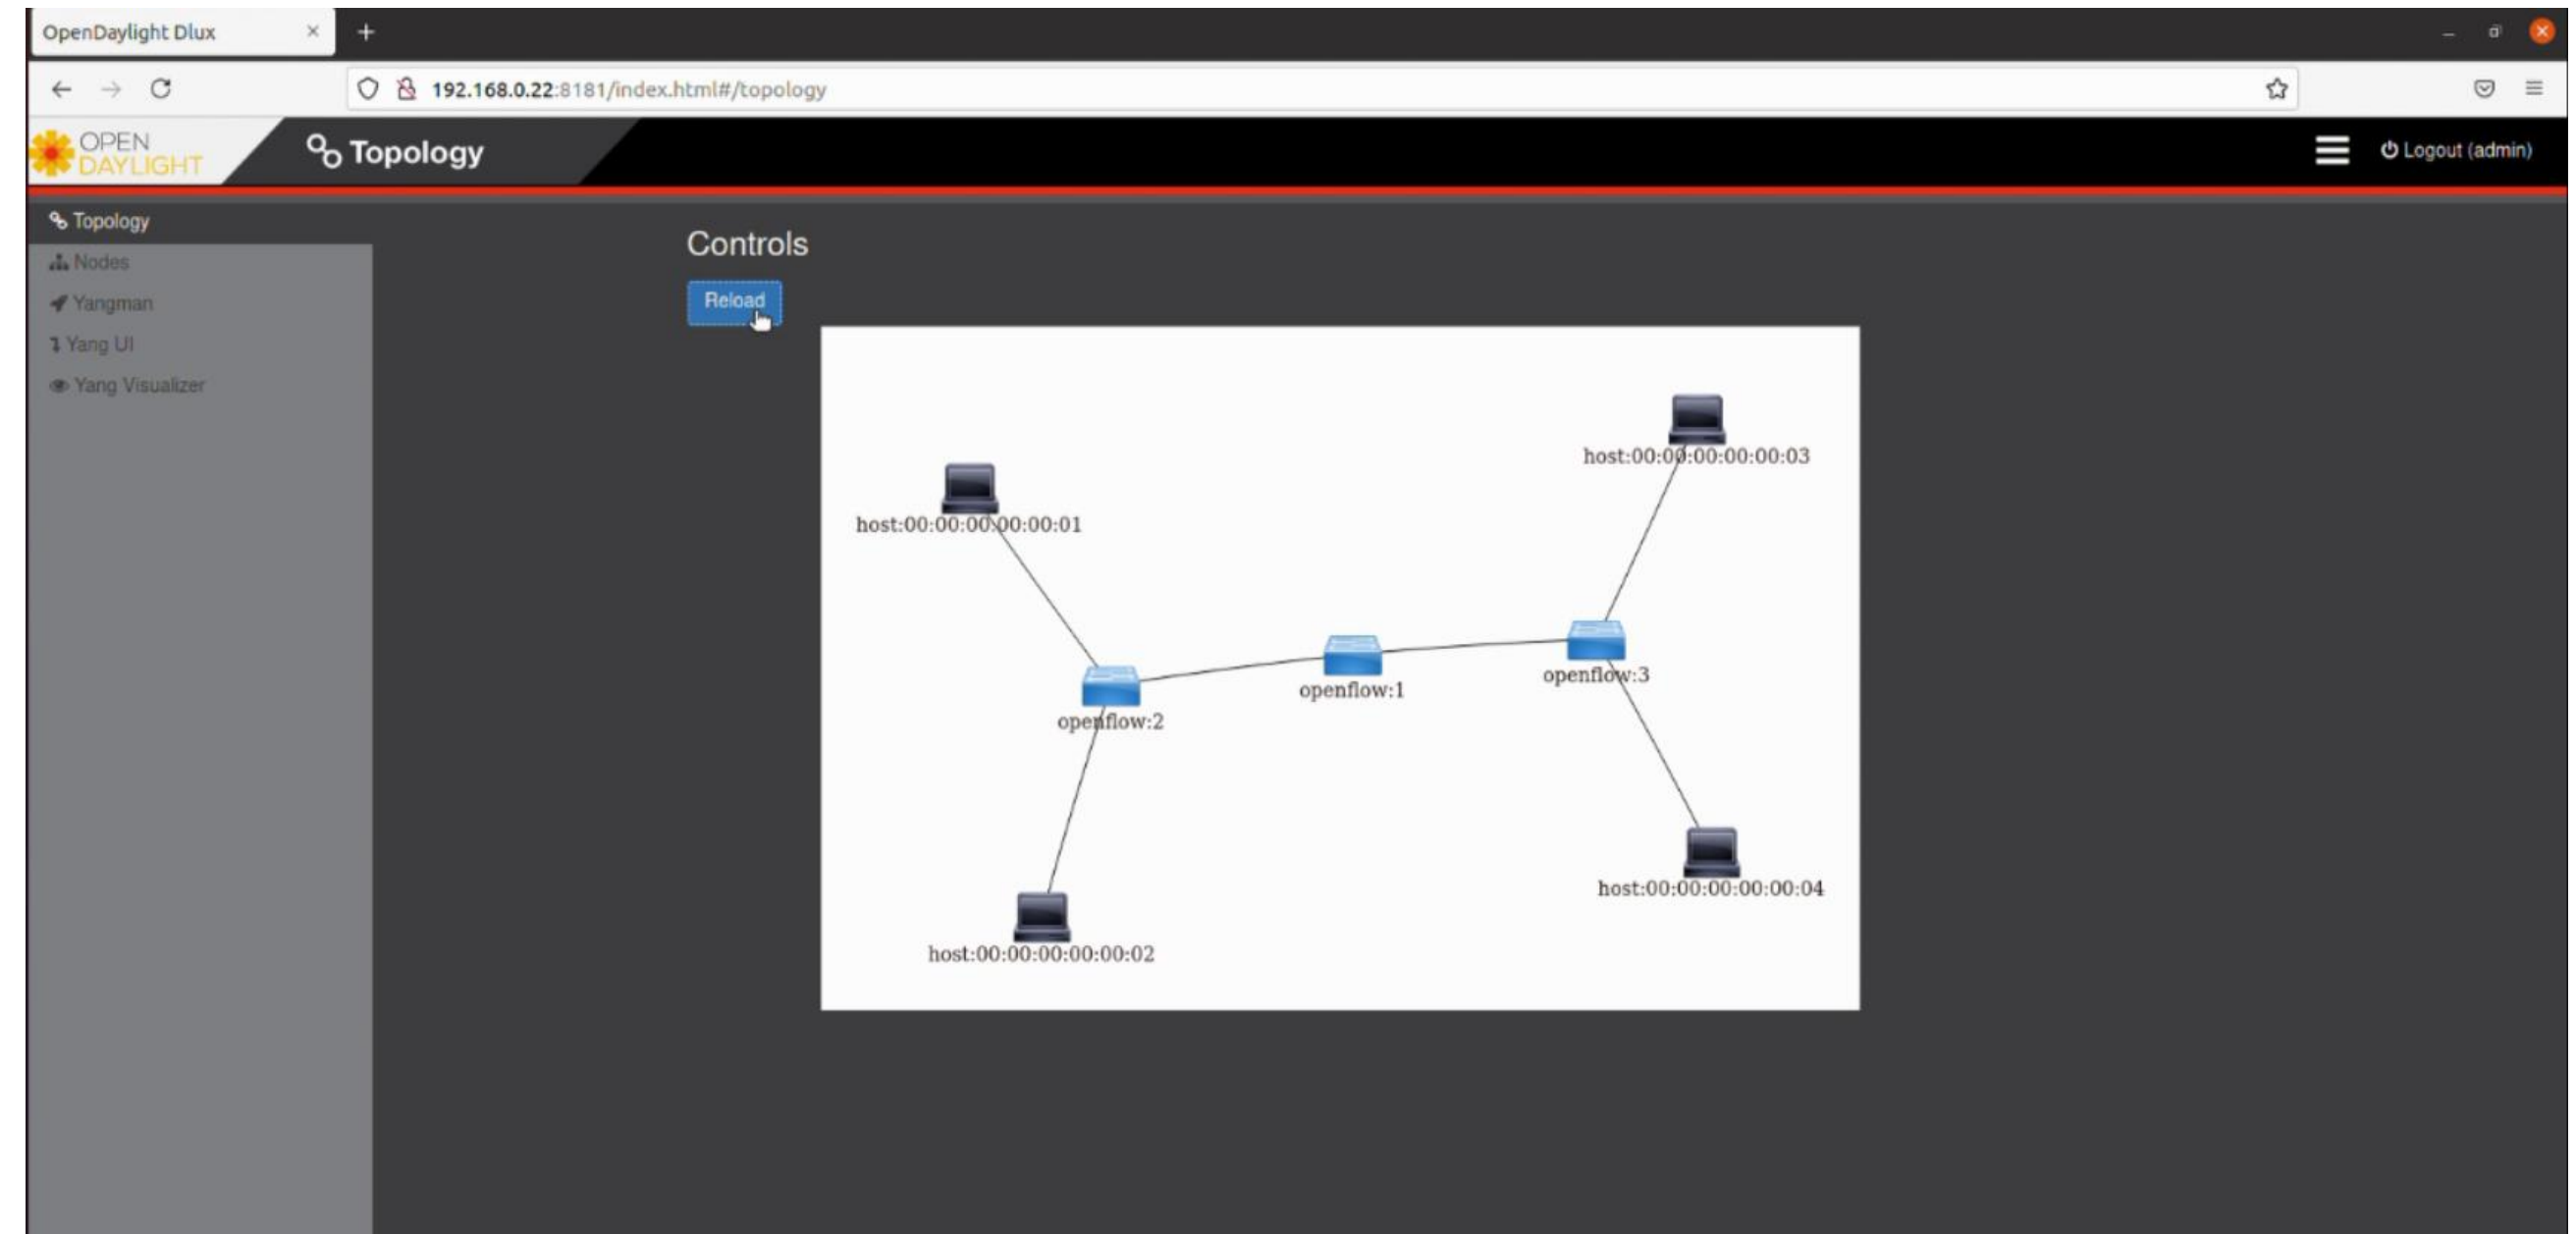 OpenDaylight Dlux
192.168.0.22:8181/index.html#/topology
OPEN
DAYLIGHT
Topology
Logout (admin)
Topology
Nodes
Yangman
Yang UI
Yang Visualizer
Controls
Reload
host:00:00:00:00:00:03
host:00:00:00:00:00:01
openflow:3
openflow:1
openflow:2
host:00:00:00:00:00:04
host:00:00:00:00:00:02